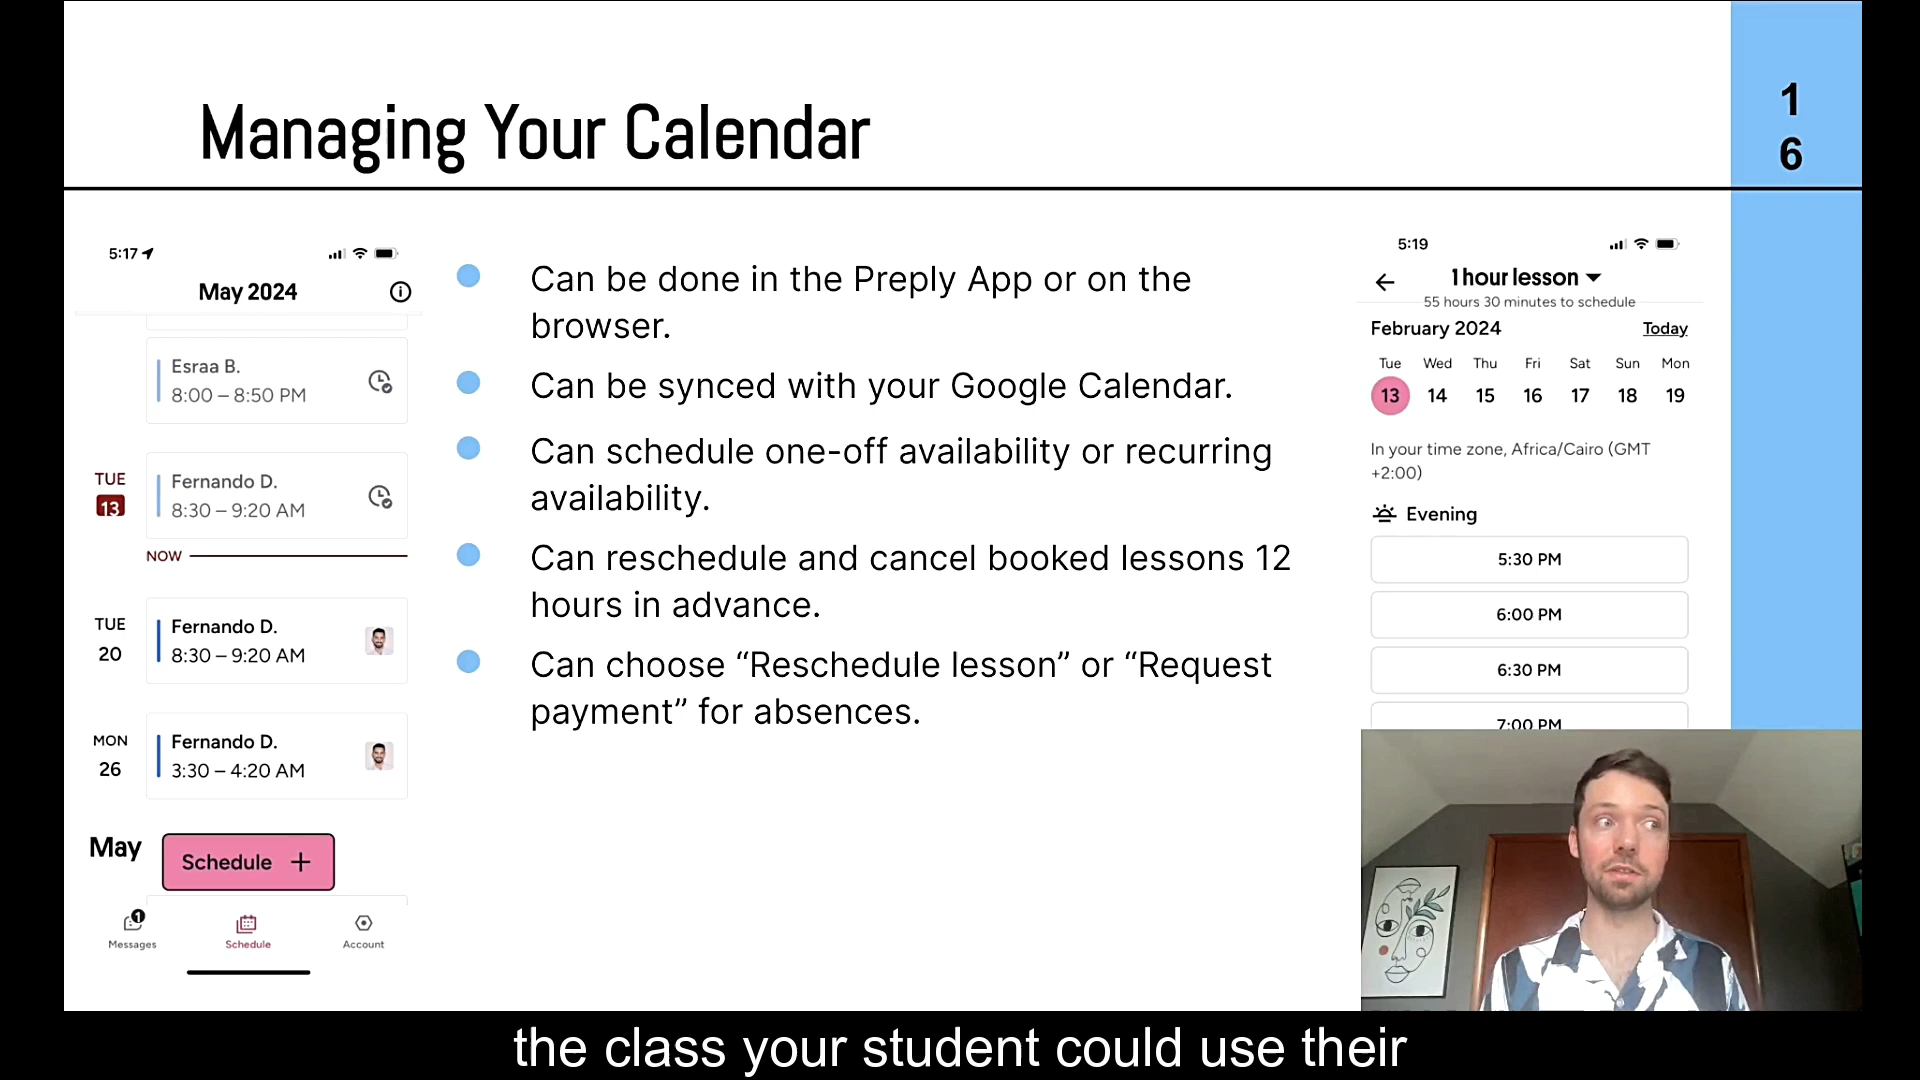 Managing Your Calendar
1
6
5:17
May 2024
Esraa B.
8:00 – 8:50 PM
TUE
13
Fernando D.
8:30 – 9:20 AM
NOW
TUE
20
Fernando D.
8:30 – 9:20 AM
MON
26
Fernando D.
3:30 – 4:20 AM
May
Schedule +
1
Messages
Schedule
Account
Can be done in the Preply App or on the
browser.
Can be synced with your Google Calendar.
Can schedule one-off availability or recurring
availability.
Can reschedule and cancel booked lessons 12
hours in advance.
Can choose “Reschedule lesson” or “Request
payment” for absences.
5:19
1 hour lesson
55 hours 30 minutes to schedule
February 2024 Today
Tue Wed Thu Fri Sat Sun Mon
13 14 15 16 17 18 19
In your time zone, Africa/Cairo (GMT
+2:00)
Evening
5:30 PM
6:00 PM
6:30 PM
7:00 PM
the class your student could use their